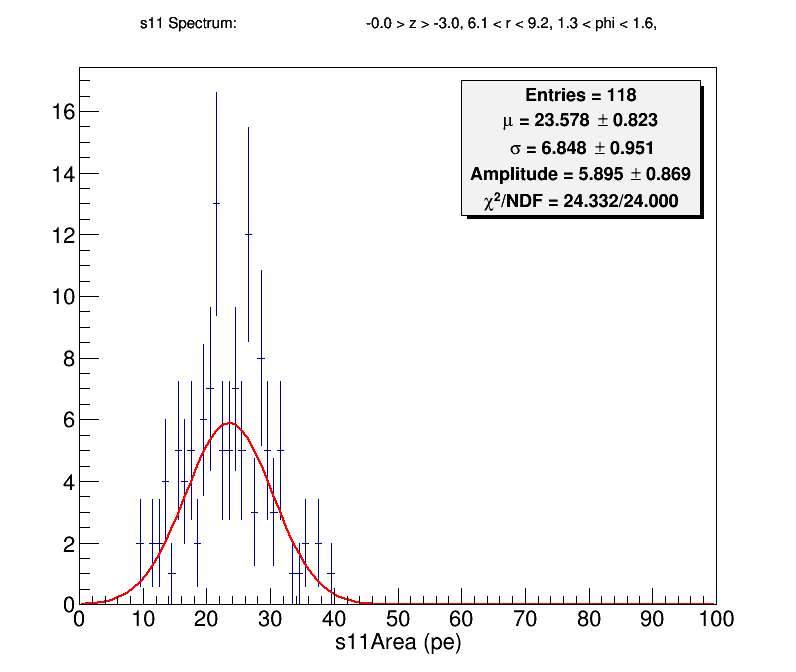 s11 Spectrum: -0.0 > z > -3.0, 6.1 < r < 9.2, 1.3 < phi < 1.6,
Entries = 118
μ = 23.578 ± 0.823
σ = 6.848 ± 0.951
Amplitude = 5.895 ± 0.869
χ²/NDF = 24.332/24.000
16
14
12
10
8
6
4
2
0
0 10 20 30 40 50 60 70 80 90 100
s11Area (pe)